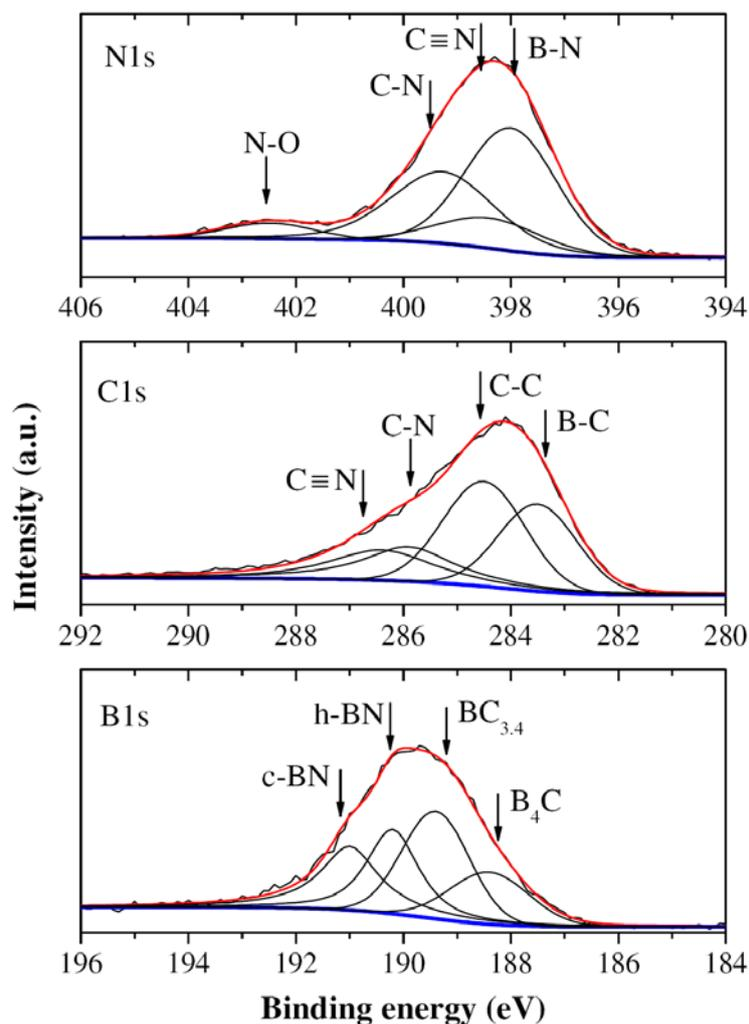 N1s
C≡N
B-N
C-N
N-O
406 404 402 400 398 396 394
C1s
C-C
B-C
C-N
C≡N
292 290 288 286 284 282 280
Intensity (a.u.)
B1s
h-BN
BC3.4
c-BN
B4C
196 194 192 190 188 186 184
Binding energy (eV)